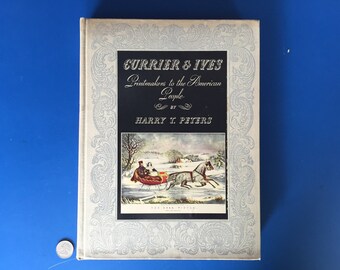 CURRIER & IVES
Printmakers to the American
People
BY
HARRY T. PETERS